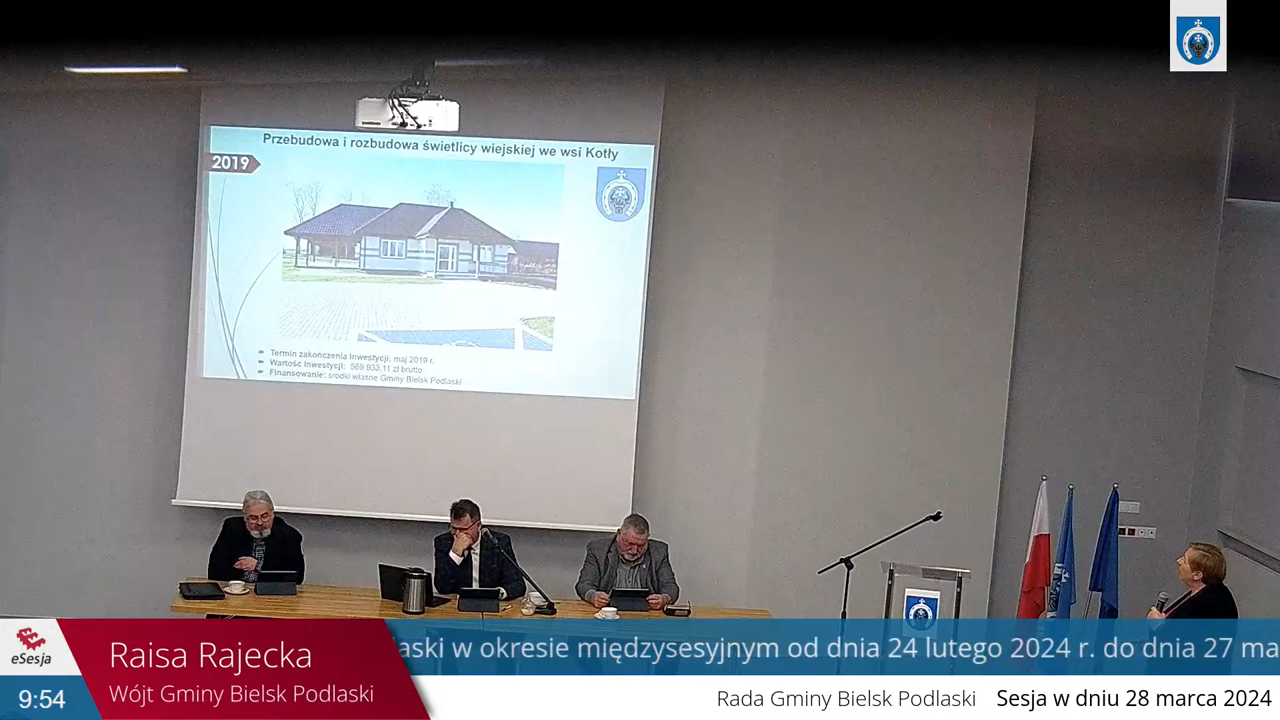 Przebudowa i rozbudowa świetlicy wiejskiej we wsi Kotły
2019
Termin zakończenia inwestycji: maj 2019 r.
Wartość inwestycji: 569 933,11 zł brutto
Finansowanie: środki własne Gminy Bielsk Podlaski
eSesja
9:54
Raisa Rajecka
Wójt Gminy Bielsk Podlaski
aski w okresie międzysesyjnym od dnia 24 lutego 2024 r. do dnia 27 ma
Rada Gminy Bielsk Podlaski Sesja w dniu 28 marca 2024